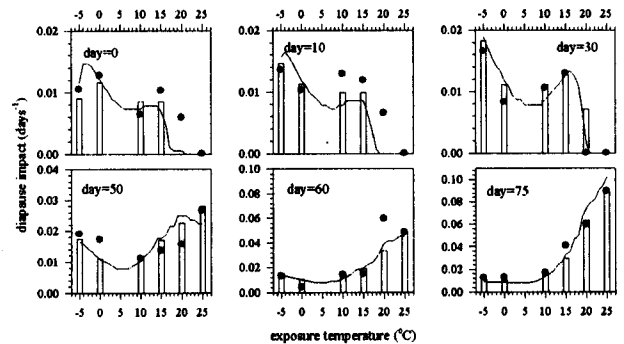 -5 0 5 10 15 20 25 -5 0 5 10 15 20 25 -5 0 5 10 15 20 25
0.02 0.02 0.02
day=0 day=10 day=30
0.01 0.01 0.01
0.00 0.00 0.00
0.04 0.10 0.10
day=50 day=60 day=75
0.08 0.08
0.03
0.06 0.06
0.02
0.04 0.04
0.01
0.02 0.02
0.00 0.00 0.00
-5 0 5 10 15 20 25 -5 0 5 10 15 20 25 -5 0 5 10 15 20 25
diapause impact (days⁻¹)
exposure temperature (°C)